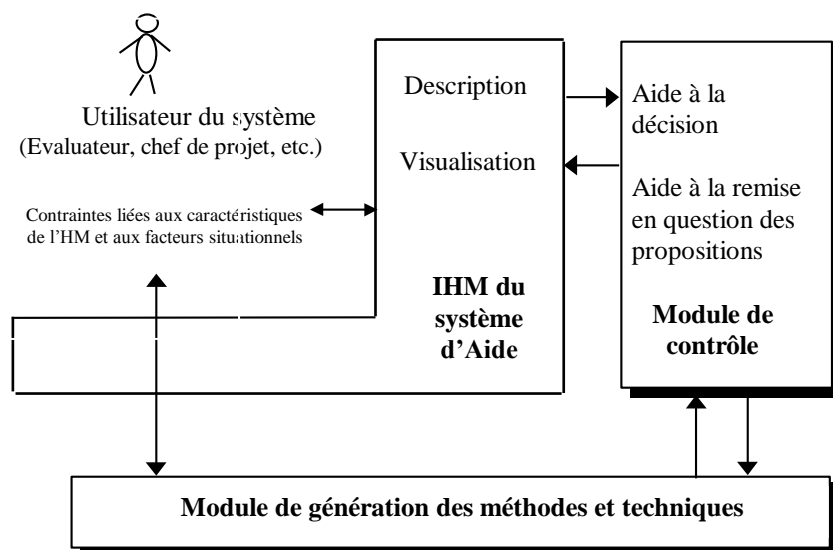 Utilisateur du système
(Evaluateur, chef de projet, etc.)
Contraintes liées aux caractéristiques
de l'HM et aux facteurs situationnels
Description
Visualisation
IHM du
système
d'Aide
Aide à la
décision
Aide à la remise
en question des
propositions
Module de
contrôle
Module de génération des méthodes et techniques